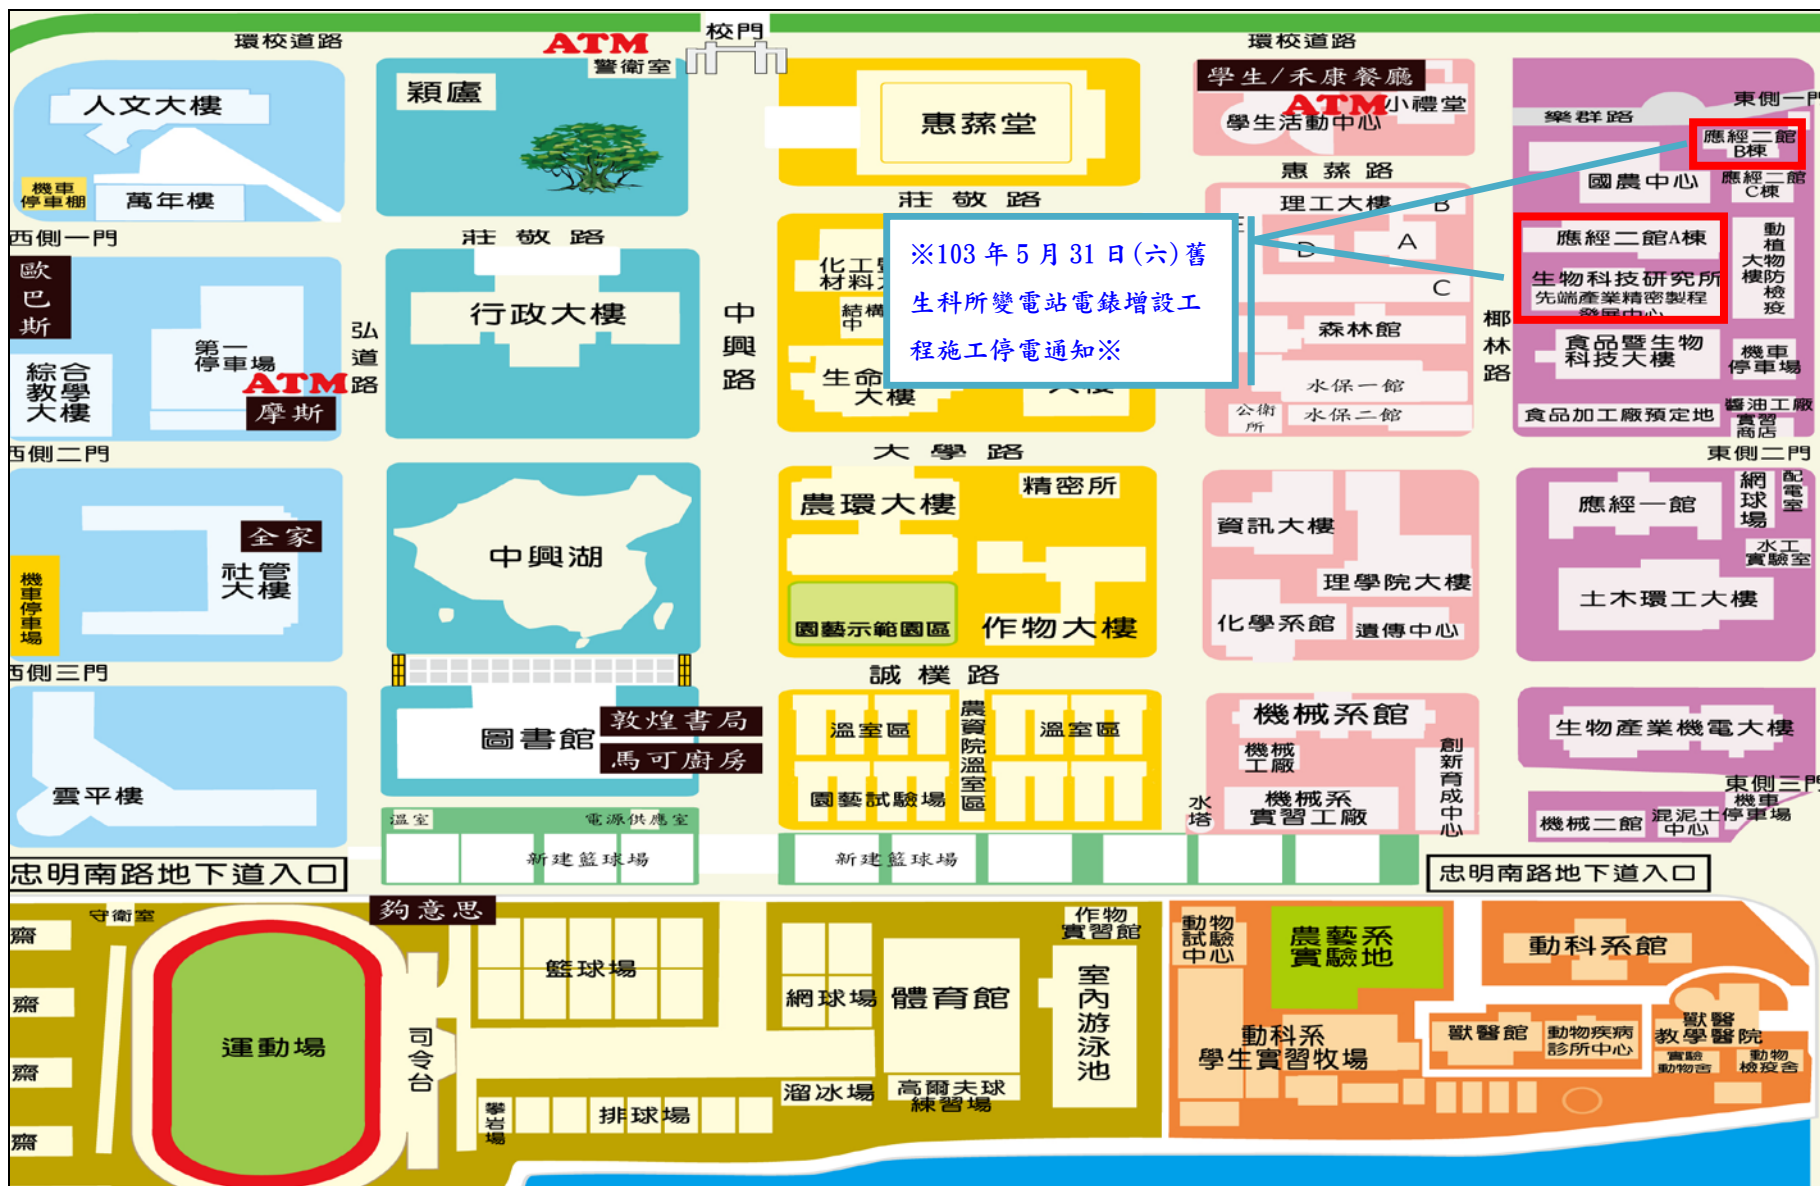 校門
環校道路
ATM
警衛室
環校道路
人文大樓
機車
停車棚
萬年樓
穎廬
惠蓀堂
學生/禾康餐廳
ATM
小禮堂
學生活動中心
樂群路
東側一門
應經二館
B棟
國農中心
應經二館
C棟
惠蓀路
莊敬路
莊敬路
西側一門
理工大樓
B
A
D
C
※103年5月31日(六)舊
生科所變電站電錶增設工
程施工停電通知※
應經二館A棟
生物科技研究所
先端產業精密製程
發展中心
動植
大物
樓防
檢
疫
歐
巴
斯
第一
停車場
ATM
摩斯
綜合
教學
大樓
弘道路
行政大樓
中興路
化工
材料
結構
中
生命
大樓
大樓
森林館
水保一館
公衛
所
水保二館
椰林路
食品暨生物
科技大樓
機車
停車場
食品加工廠預定地
醬油工廠
實習
商店
西側二門
大學路
東側二門
全家
社管
大樓
機車停車場
中興湖
農環大樓
精密所
園藝示範園區
作物大樓
資訊大樓
理學院大樓
化學系館
遺傳中心
應經一館
網球場
配電室
水工
實驗室
土木環工大樓
西側三門
誠樸路
雲平樓
圖書館
敦煌書局
馬可廚房
溫室區
農資院溫室區
溫室區
園藝試驗場
機械系館
機械
工廠
創新育成中心
水塔
機械系
實習工廠
生物產業機電大樓
東側三門
機車
停車場
機械二館
混泥土
中心
溫室
電源供應室
新建籃球場
新建籃球場
忠明南路地下道入口
忠明南路地下道入口
守衛室
夠意思
齋
齋
齋
齋
運動場
司令台
籃球場
攀岩場
排球場
網球場
溜冰場
體育館
高爾夫球
練習場
作物
實習館
室內游泳池
動物
試驗
中心
農藝系
實驗地
動科系
學生實習牧場
動科系館
獸醫館
動物疾病
診所中心
獸醫
教學醫院
實驗
動物舍
動物
檢疫舍